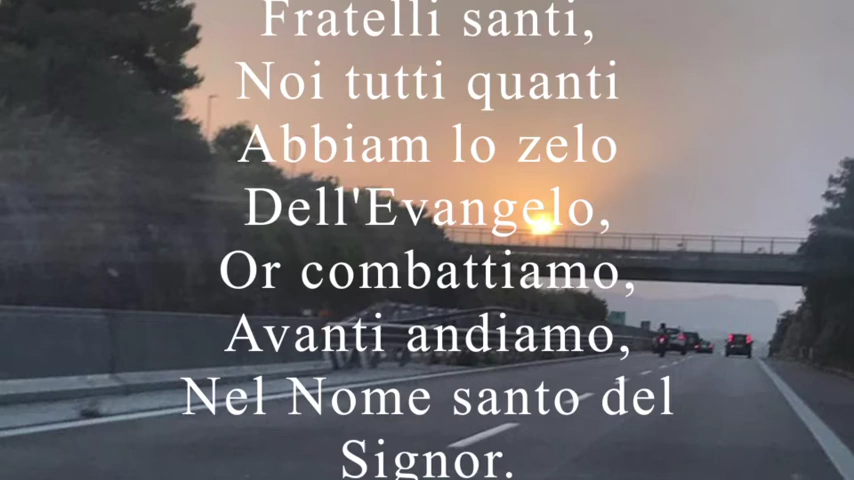 Fratelli santi,
Noi tutti quanti
Abbiam lo zelo
Dell'Evangelo,
Or combattiamo,
Avanti andiamo,
Nel Nome santo del
Signor.